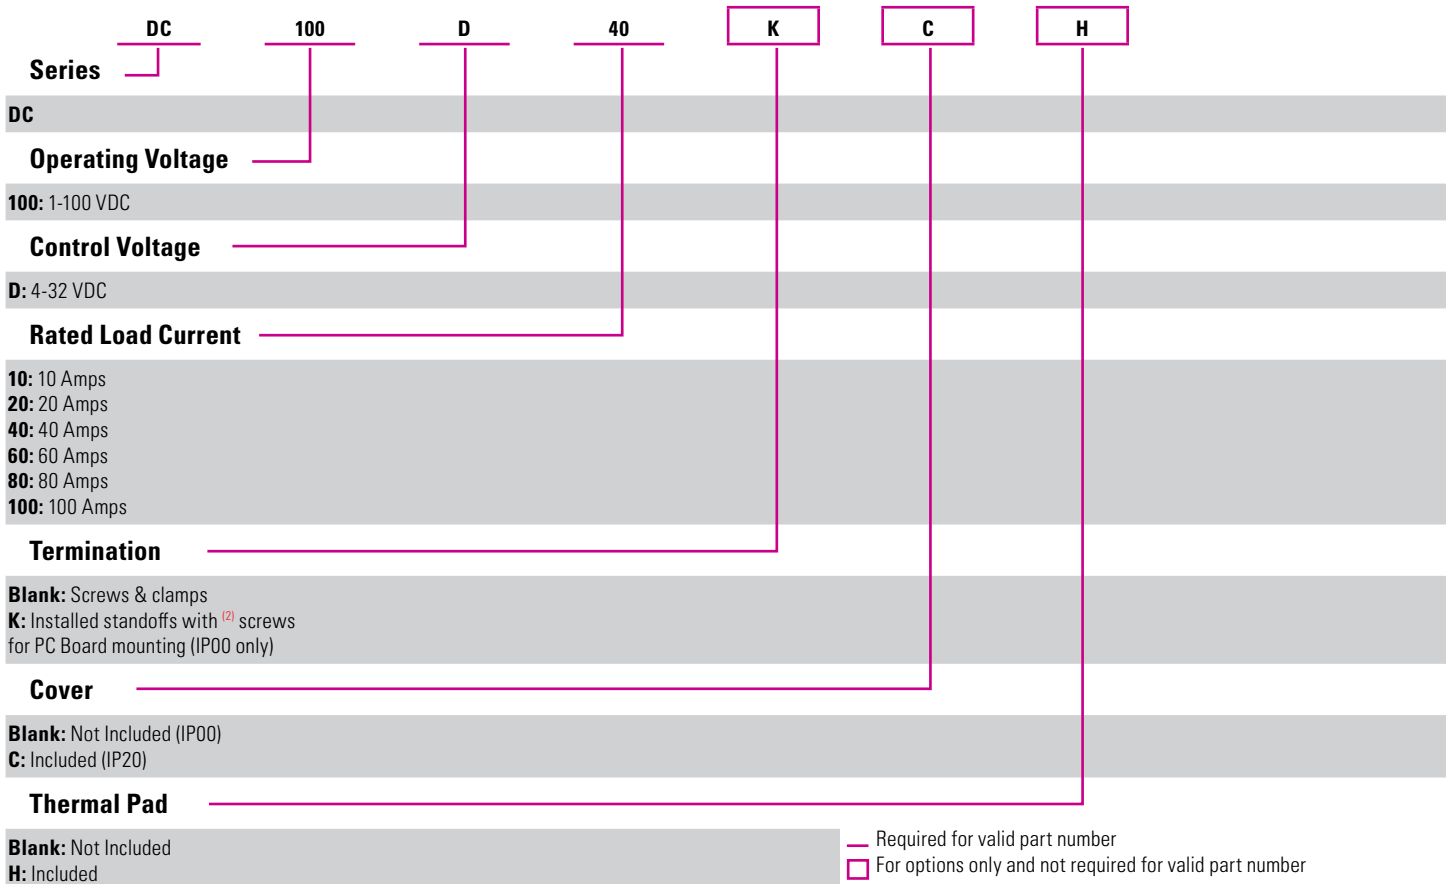 DC 100 D 40 K C H
Series
DC
Operating Voltage
100: 1-100 VDC
Control Voltage
D: 4-32 VDC
Rated Load Current
10: 10 Amps
20: 20 Amps
40: 40 Amps
60: 60 Amps
80: 80 Amps
100: 100 Amps
Termination
Blank: Screws & clamps
K: Installed standoffs with (2) screws
for PC Board mounting (IP00 only)
Cover
Blank: Not Included (IP00)
C: Included (IP20)
Thermal Pad
Blank: Not Included
H: Included
Required for valid part number
For options only and not required for valid part number